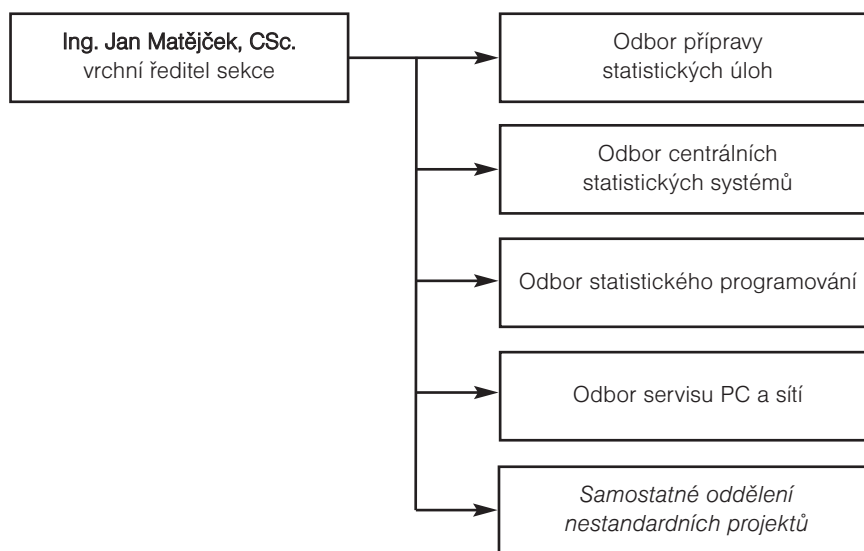 Ing. Jan Matějček, CSc.
vrchní ředitel sekce
Odbor přípravy
statistických úloh
Odbor centrálních
statistických systémů
Odbor statistického programování
Odbor servisu PC a sítí
Samostatné oddělení
nestandardních projektů